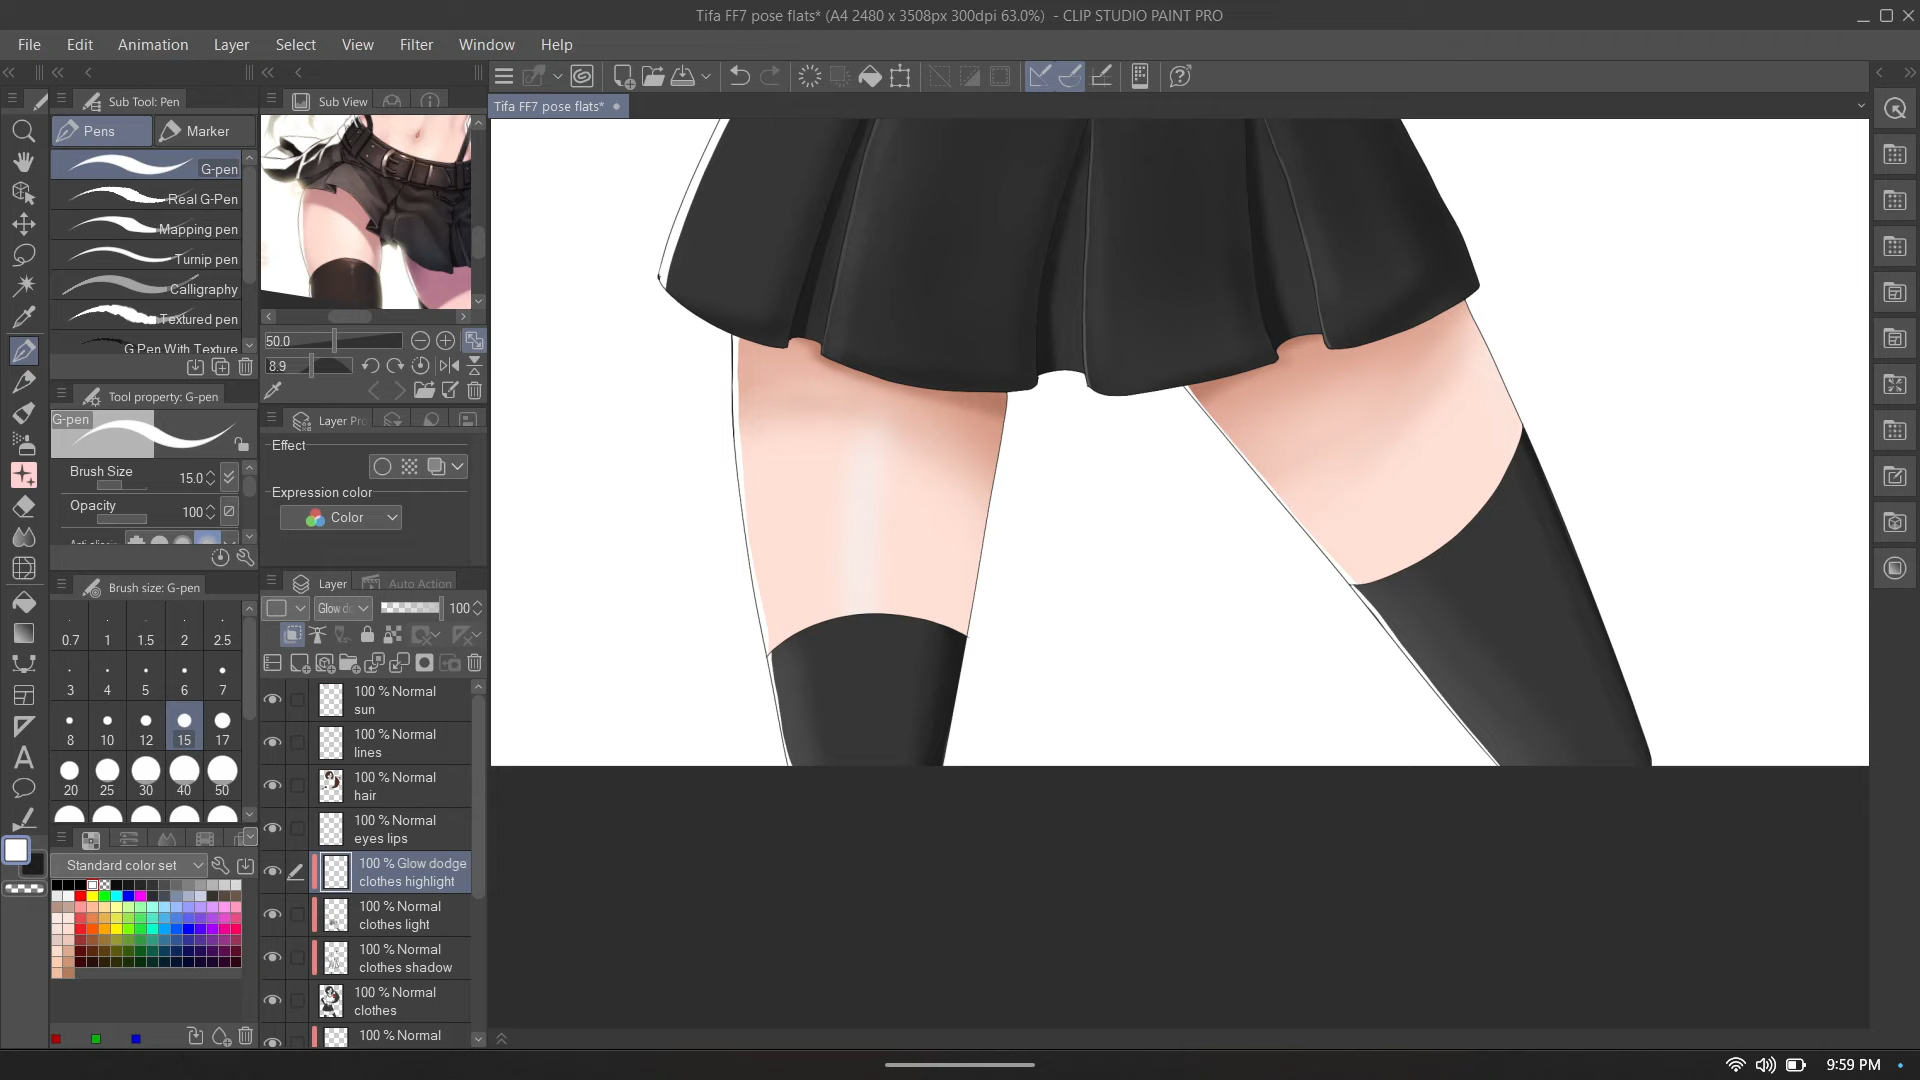 Tifa FF7 pose flats* (A4 2480 x 3508px 300dpi 63.0%) - CLIP STUDIO PAINT PRO
File Edit Animation Layer Select View Filter Window Help
Sub Tool: Pen
Sub View
Tifa FF7 pose flats*
Pens
Marker
G-pen
Real G-Pen
Mapping pen
Turnip pen
Calligraphy
Textured pen
G Pen With Texture
50.0
8.9
Tool property: G-pen
G-pen
Brush Size 15.0
Opacity 100
Layer Pro
Effect
Expression color
Color
Brush size: G-pen
0.7 1 1.5 2 2.5
3 4 5 6 7
8 10 12 15 17
20 25 30 40 50
Standard color set
Layer
Auto Action
Glow d
100
100 % Normal
sun
100 % Normal
lines
100 % Normal
hair
100 % Normal
eyes lips
100 % Glow dodge
clothes highlight
100 % Normal
clothes light
100 % Normal
clothes shadow
100 % Normal
clothes
100 % Normal
9:59 PM